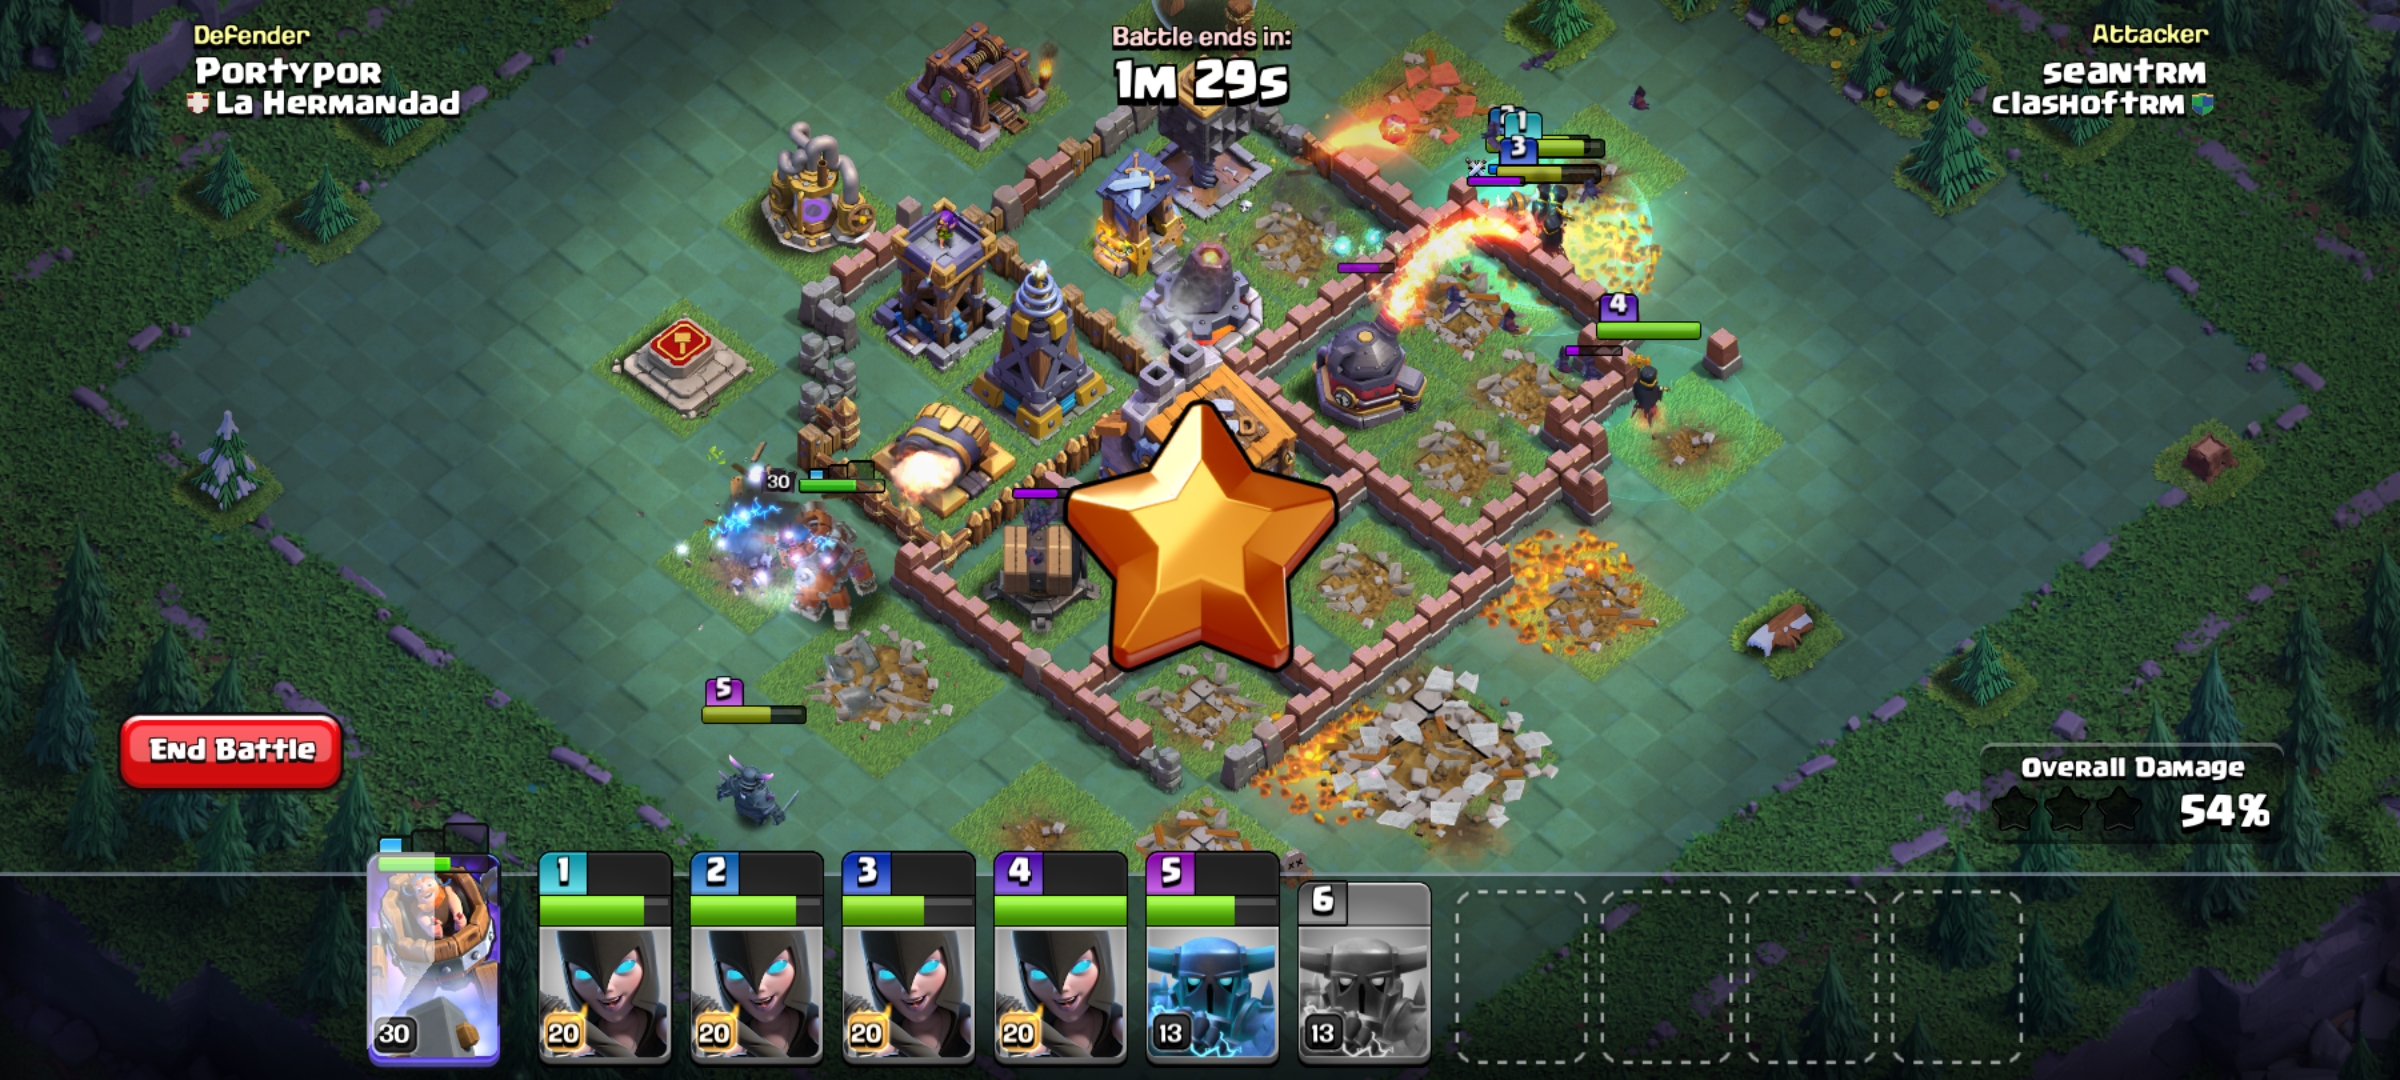 Defender
Portypor
La Hermandad
Battle ends in:
1M 29s
Attacker
seantrm
clashoftrm
1
3
4
30
5
End Battle
Overall Damage
54%
30
1
20
2
20
3
20
4
20
5
13
6
13